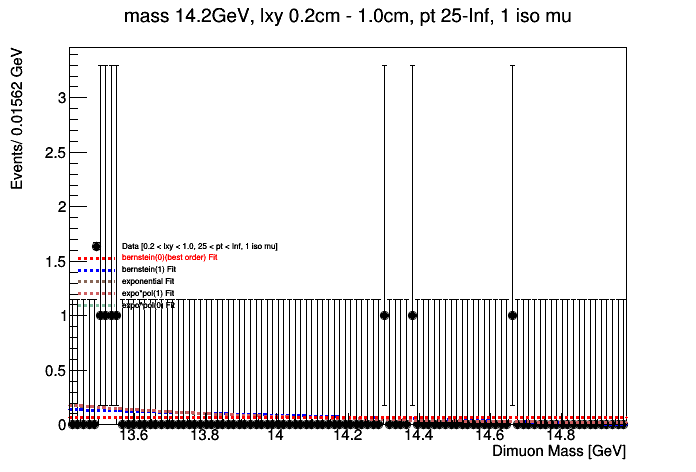 mass 14.2GeV, lxy 0.2cm - 1.0cm, pt 25-Inf, 1 iso mu
Events/ 0.01562 GeV
3
2.5
2
1.5
1
0.5
0
Data [0.2 < lxy < 1.0, 25 < pt < Inf, 1 iso mu]
bernstein(0)(best order) Fit
bernstein(1) Fit
exponential Fit
expo*pol(1) Fit
expo*pol(0) Fit
13.6 13.8 14 14.2 14.4 14.6 14.8
Dimuon Mass [GeV]